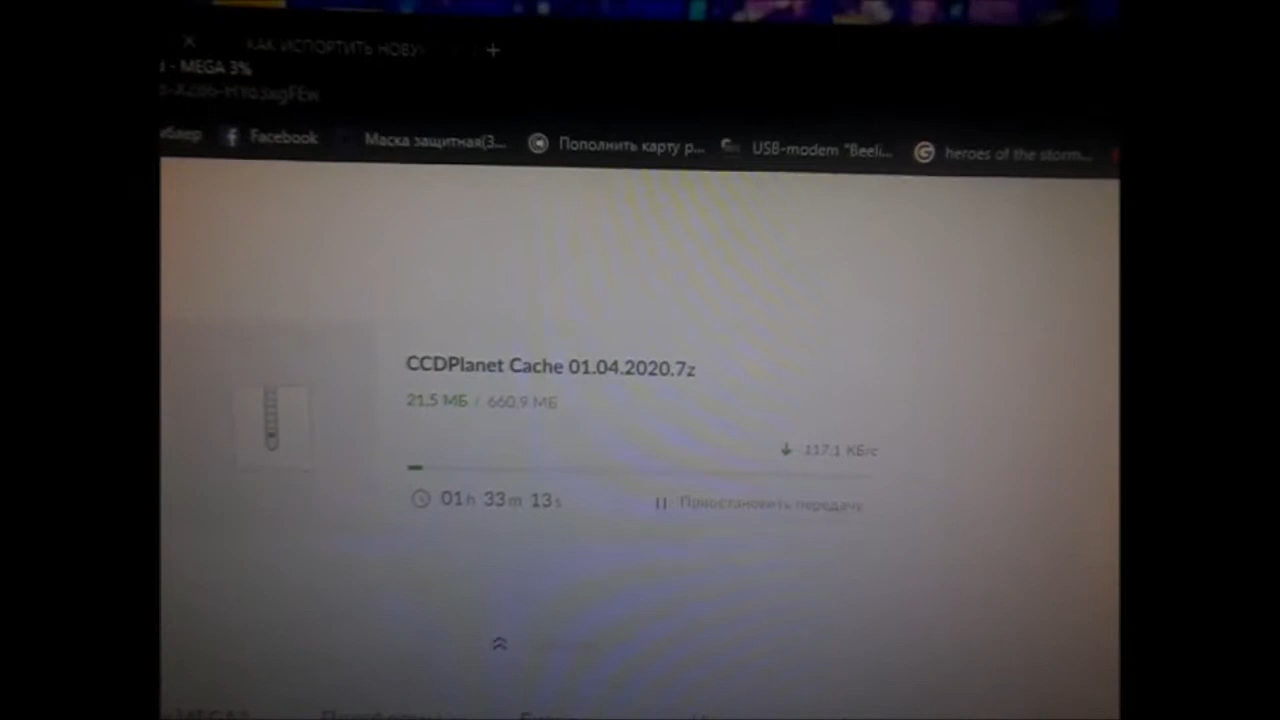 КАК ИСПОРТИТЬ НОВУ
- MEGA 3%
Facebook Маска защитная(3... Пополнить карту р... USB-modem "Beeli... heroes of the storm...
CCDPlanet Cache 01.04.2020.7z
21.5 МБ / 660.9 МБ
117.1 КБ/с
01h 33m 13s Приостановить передачу